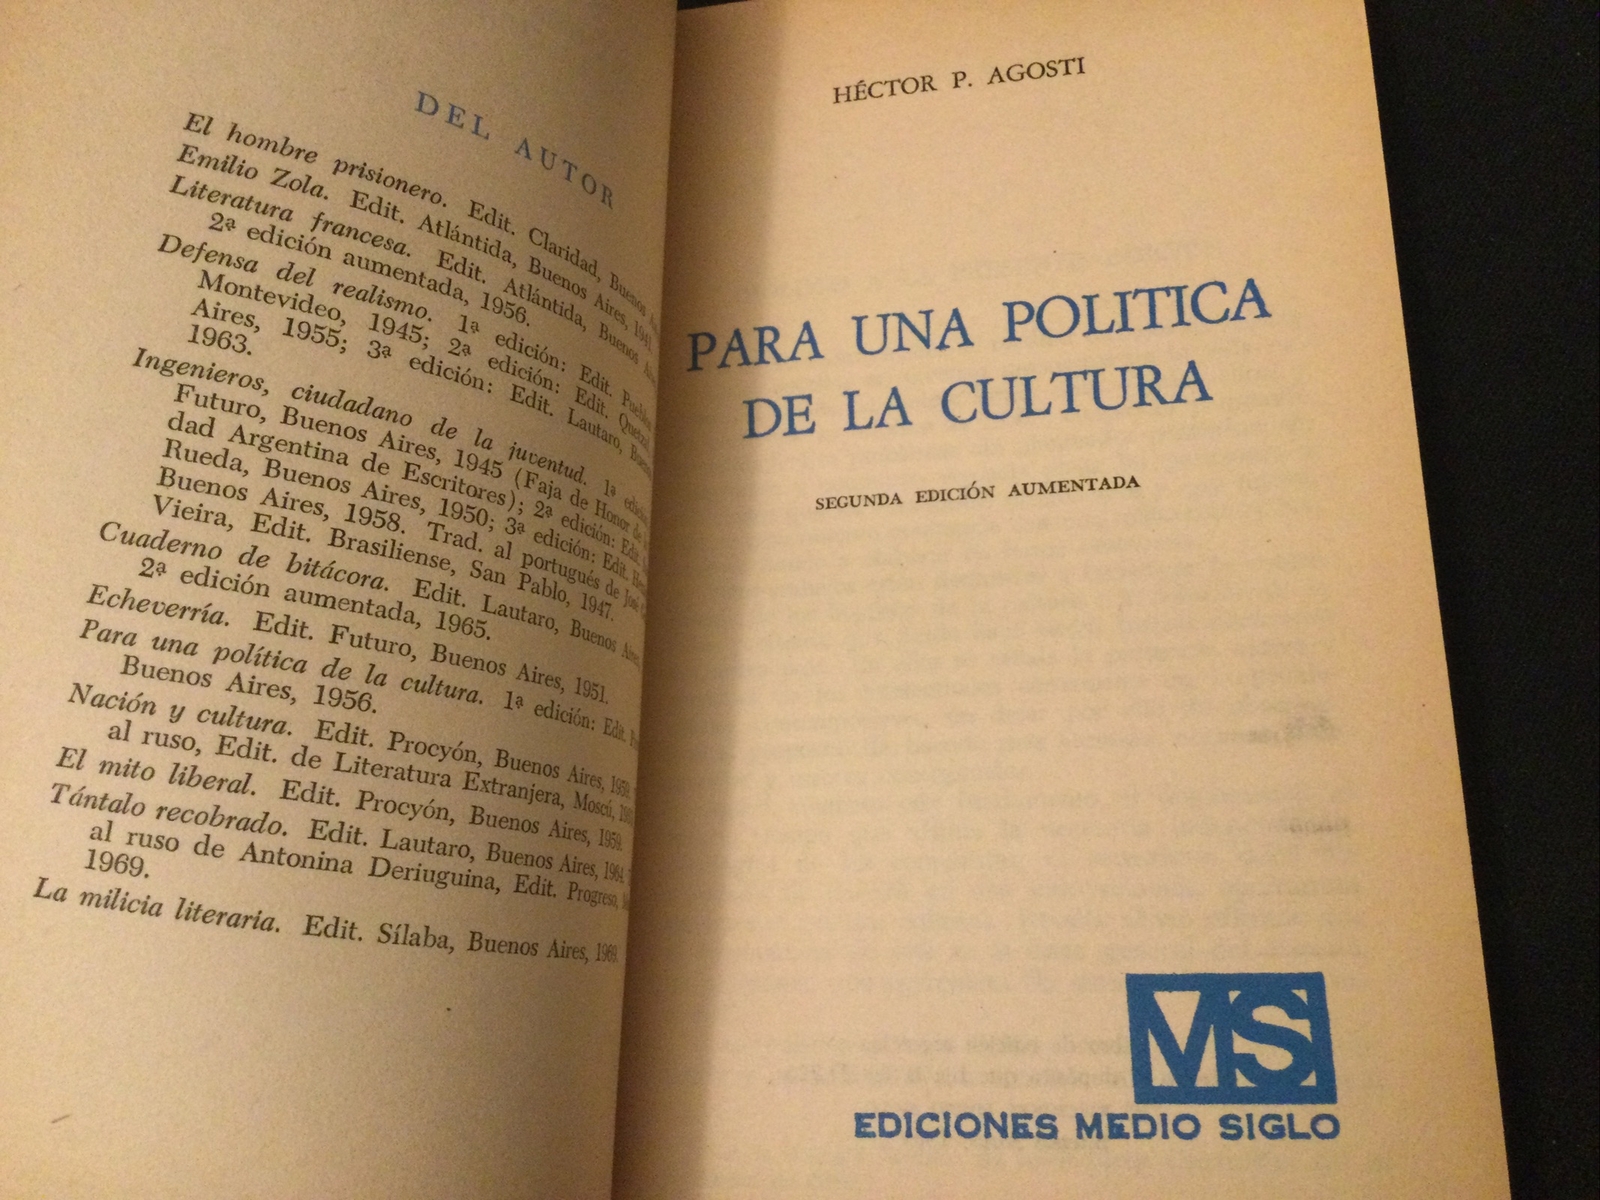 DEL AUTOR
El hombre prisionero. Edit. Claridad, Buenos
Emilio Zola. Edit. Atlántida, Buenos Aires, 1941.
Literatura francesa. Edit. Atlántida, Buenos
2ª edición aumentada, 1956.
Defensa del realismo. 1ª edición: Edit. Pueblos
Montevideo, 1945; 2ª edición: Edit. Quetzal
Aires, 1955; 3ª edición: Edit. Lautaro,
1963.
Ingenieros, ciudadano de la juventud. 1ª
Futuro, Buenos Aires, 1945 (Faja de Honor de
dad Argentina de Escritores); 2ª edición: Edit.
Rueda, Buenos Aires, 1950; 3ª edición: Edit.
Buenos Aires, 1958. Trad. al portugués de José
Vieira, Edit. Brasiliense, San Pablo, 1947.
Cuaderno de bitácora. Edit. Lautaro, Buenos
2ª edición aumentada, 1965.
Echeverría. Edit. Futuro, Buenos Aires, 1951.
Para una política de la cultura. 1ª edición: Edit.
Buenos Aires, 1956.
Nación y cultura. Edit. Procyón, Buenos Aires,
al ruso, Edit. de Literatura Extranjera, Moscú,
El mito liberal. Edit. Procyón, Buenos Aires, 1959.
Tántalo recobrado. Edit. Lautaro, Buenos Aires, 1964.
al ruso de Antonina Deriuguina, Edit. Progreso,
1969.
La milicia literaria. Edit. Sílaba, Buenos Aires, 1969.
HÉCTOR P. AGOSTI
PARA UNA POLITICA
DE LA CULTURA
SEGUNDA EDICIÓN AUMENTADA
MS
EDICIONES MEDIO SIGLO